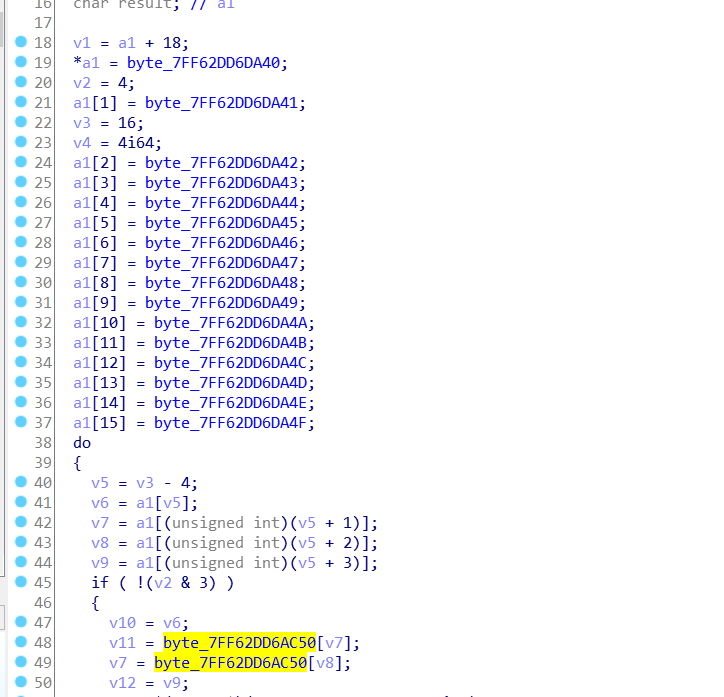 16 char result; // al
17
18 v1 = a1 + 18;
19 *a1 = byte_7FF62DD6DA40;
20 v2 = 4;
21 a1[1] = byte_7FF62DD6DA41;
22 v3 = 16;
23 v4 = 4i64;
24 a1[2] = byte_7FF62DD6DA42;
25 a1[3] = byte_7FF62DD6DA43;
26 a1[4] = byte_7FF62DD6DA44;
27 a1[5] = byte_7FF62DD6DA45;
28 a1[6] = byte_7FF62DD6DA46;
29 a1[7] = byte_7FF62DD6DA47;
30 a1[8] = byte_7FF62DD6DA48;
31 a1[9] = byte_7FF62DD6DA49;
32 a1[10] = byte_7FF62DD6DA4A;
33 a1[11] = byte_7FF62DD6DA4B;
34 a1[12] = byte_7FF62DD6DA4C;
35 a1[13] = byte_7FF62DD6DA4D;
36 a1[14] = byte_7FF62DD6DA4E;
37 a1[15] = byte_7FF62DD6DA4F;
38 do
39 {
40 v5 = v3 - 4;
41 v6 = a1[v5];
42 v7 = a1[(unsigned int)(v5 + 1)];
43 v8 = a1[(unsigned int)(v5 + 2)];
44 v9 = a1[(unsigned int)(v5 + 3)];
45 if ( !(v2 & 3) )
46 {
47 v10 = v6;
48 v11 = byte_7FF62DD6AC50[v7];
49 v7 = byte_7FF62DD6AC50[v8];
50 v12 = v9;